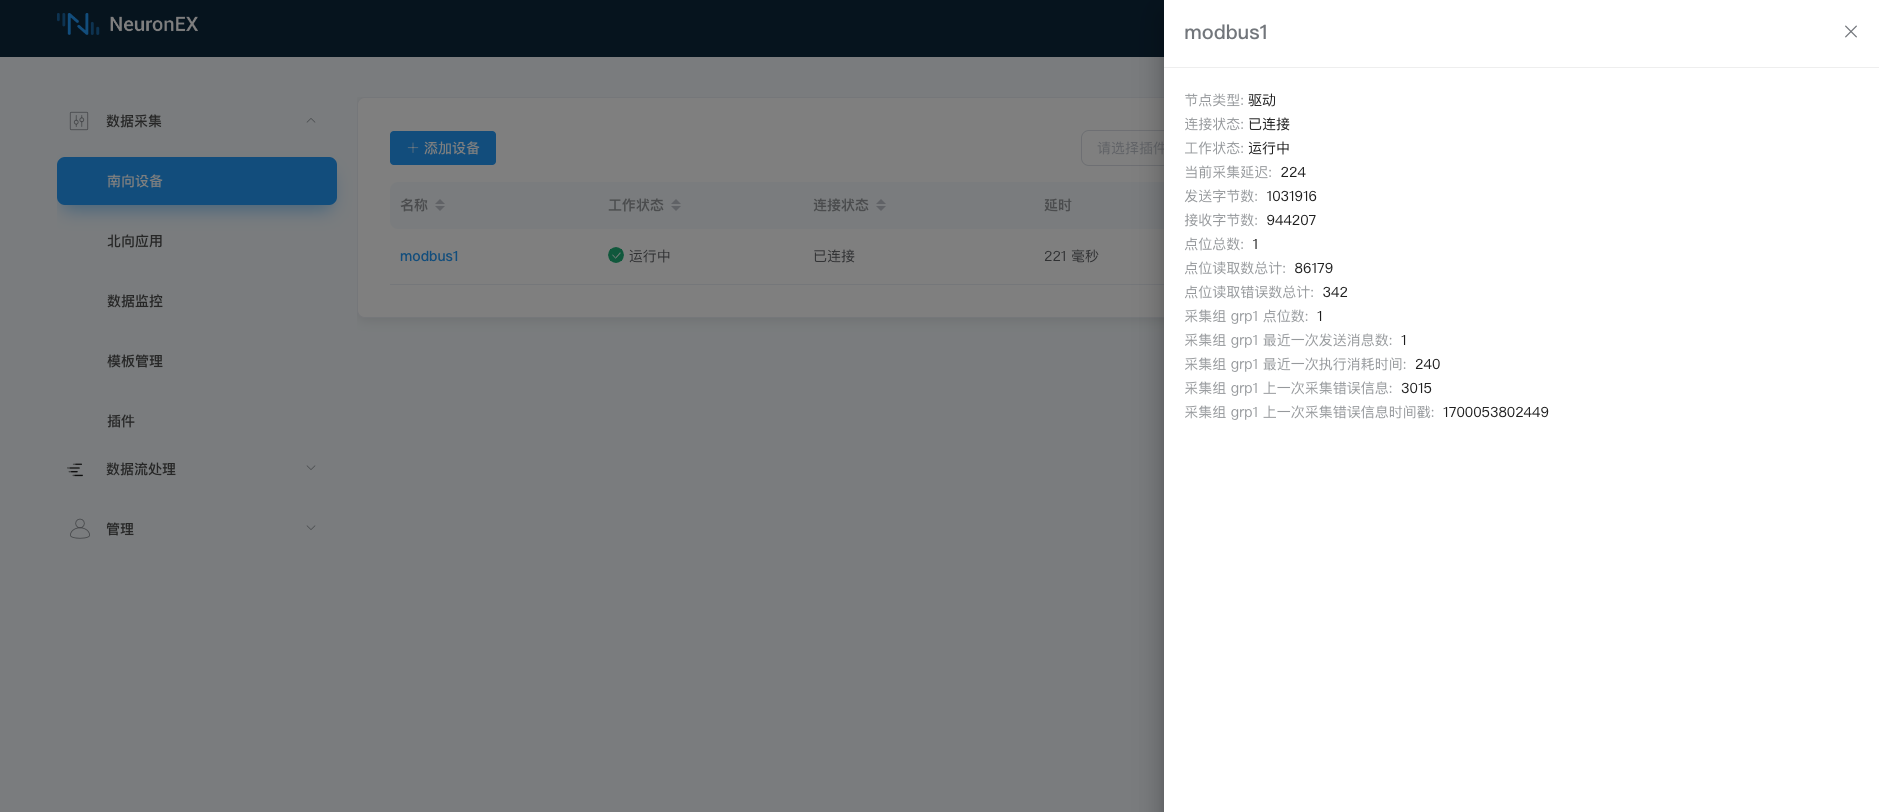 NeuronEX
数据采集
南向设备
北向应用
数据监控
模板管理
插件
数据流处理
管理
添加设备
请选择插件
名称 工作状态 连接状态 延时
modbus1 运行中 已连接 221 毫秒
modbus1
节点类型: 驱动
连接状态: 已连接
工作状态: 运行中
当前采集延迟: 224
发送字节数: 1031916
接收字节数: 944207
点位总数: 1
点位读取数总计: 86179
点位读取错误数总计: 342
采集组 grp1 点位数: 1
采集组 grp1 最近一次发送消息数: 1
采集组 grp1 最近一次执行消耗时间: 240
采集组 grp1 上一次采集错误信息: 3015
采集组 grp1 上一次采集错误信息时间戳: 1700053802449